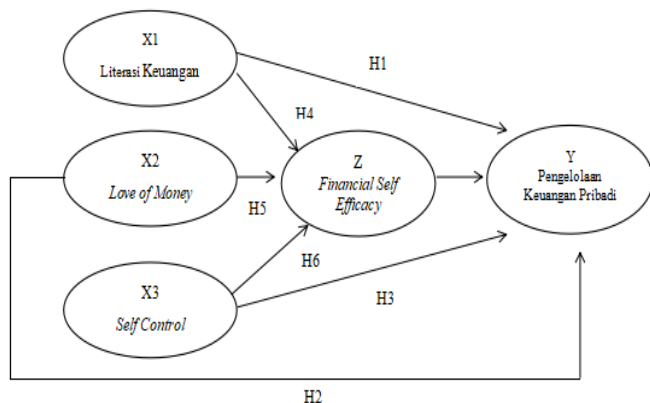 X1
Literasi Keuangan
H1
H4
X2
Love of Money
H5
Z
Financial Self
Efficacy
Y
Pengelolaan
Keuangan Pribadi
H6
X3
Self Control
H3
H2